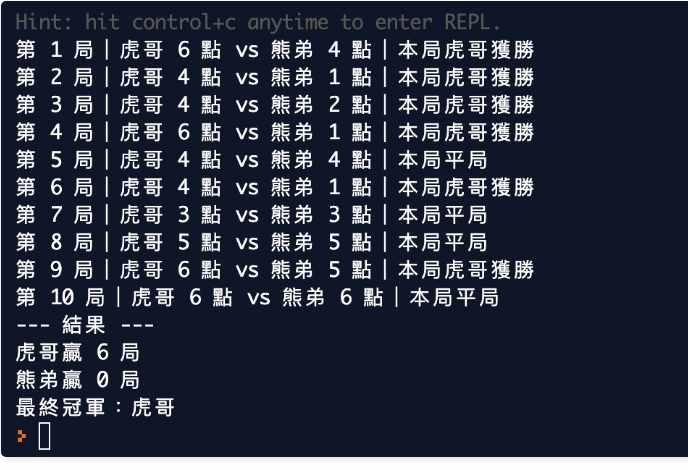 Hint: hit control+c anytime to enter REPL.
第 1 局｜虎哥 6 點 vs 熊弟 4 點｜本局虎哥獲勝
第 2 局｜虎哥 4 點 vs 熊弟 1 點｜本局虎哥獲勝
第 3 局｜虎哥 4 點 vs 熊弟 2 點｜本局虎哥獲勝
第 4 局｜虎哥 6 點 vs 熊弟 1 點｜本局虎哥獲勝
第 5 局｜虎哥 4 點 vs 熊弟 4 點｜本局平局
第 6 局｜虎哥 4 點 vs 熊弟 1 點｜本局虎哥獲勝
第 7 局｜虎哥 3 點 vs 熊弟 3 點｜本局平局
第 8 局｜虎哥 5 點 vs 熊弟 5 點｜本局平局
第 9 局｜虎哥 6 點 vs 熊弟 5 點｜本局虎哥獲勝
第 10 局｜虎哥 6 點 vs 熊弟 6 點｜本局平局
--- 結果 ---
虎哥贏 6 局
熊弟贏 0 局
最終冠軍：虎哥